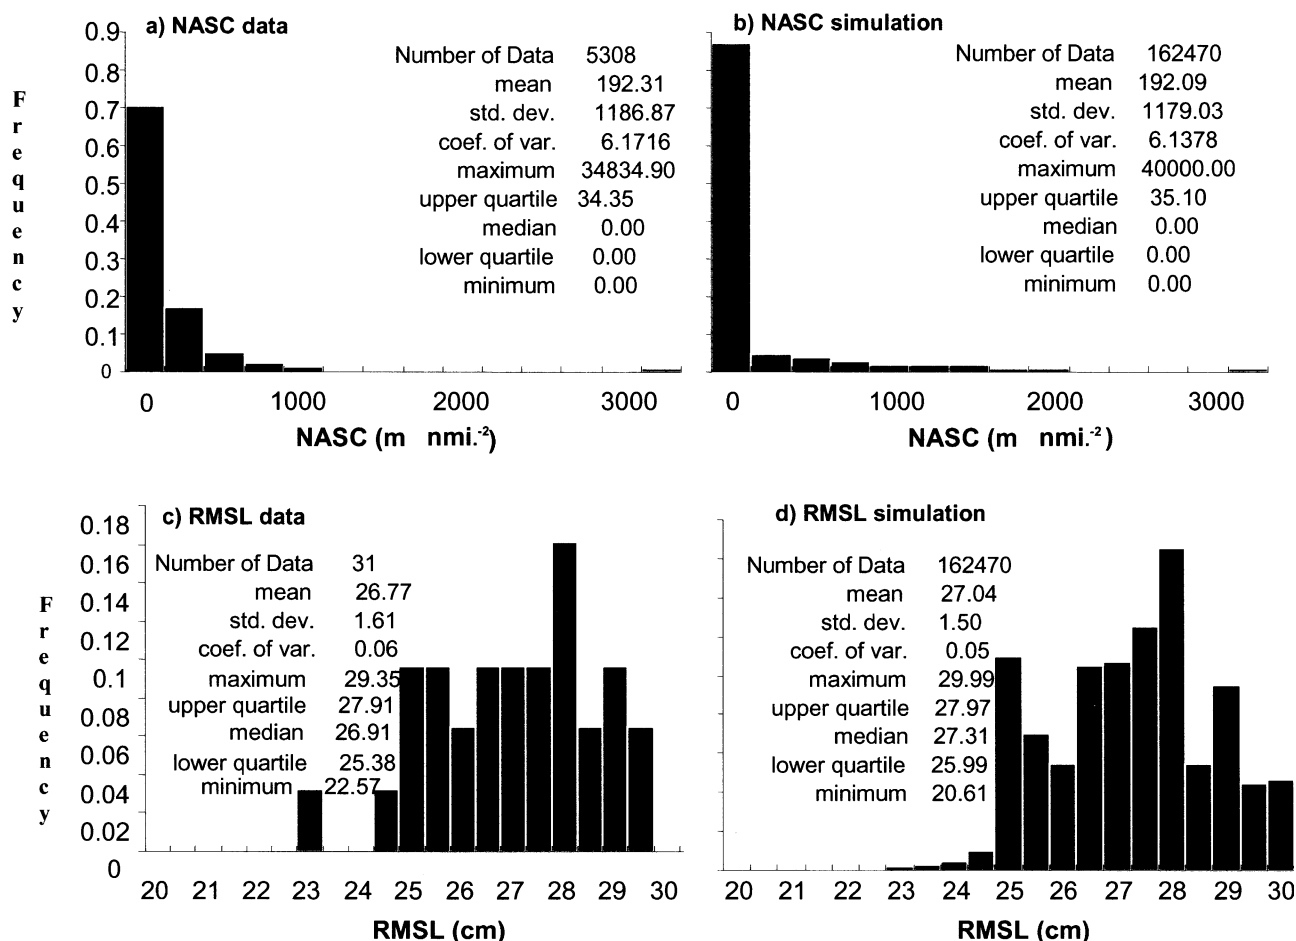 a) NASC data
Number of Data 5308
mean 192.31
std. dev. 1186.87
coef. of var. 6.1716
maximum 34834.90
upper quartile 34.35
median 0.00
lower quartile 0.00
minimum 0.00
Frequency
0.9
0.8
0.7
0.6
0.5
0.4
0.3
0.2
0.1
0
0 1000 2000 3000
NASC (m nmi.-2)
b) NASC simulation
Number of Data 162470
mean 192.09
std. dev. 1179.03
coef. of var. 6.1378
maximum 40000.00
upper quartile 35.10
median 0.00
lower quartile 0.00
minimum 0.00
0 1000 2000 3000
NASC (m nmi.-2)
c) RMSL data
Number of Data 31
mean 26.77
std. dev. 1.61
coef. of var. 0.06
maximum 29.35
upper quartile 27.91
median 26.91
lower quartile 25.38
minimum 22.57
Frequency
0.18
0.16
0.14
0.12
0.1
0.08
0.06
0.04
0.02
0
20 21 22 23 24 25 26 27 28 29 30
RMSL (cm)
d) RMSL simulation
Number of Data 162470
mean 27.04
std. dev. 1.50
coef. of var. 0.05
maximum 29.99
upper quartile 27.97
median 27.31
lower quartile 25.99
minimum 20.61
20 21 22 23 24 25 26 27 28 29 30
RMSL (cm)